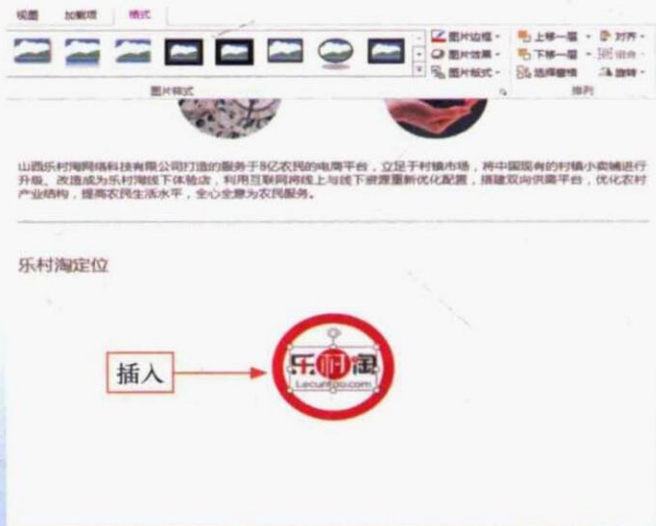 视图 加载项 格式
图片边框 上移一层 对齐
图片效果 下移一层 组合
图片版式 选择窗格 旋转
图片样式 排列
山西乐村淘网络科技有限公司打造的服务于8亿农民的电商平台，立足于村镇市场，将中国现有的村镇小卖铺进行
升级、改造成为乐村淘线下体验店，利用互联网将线上与线下资源重新优化配置，搭建双向供需平台，优化农村
产业结构，提高农民生活水平，全心全意为农民服务。
乐村淘定位
插入
乐村淘
Lecuntao.com